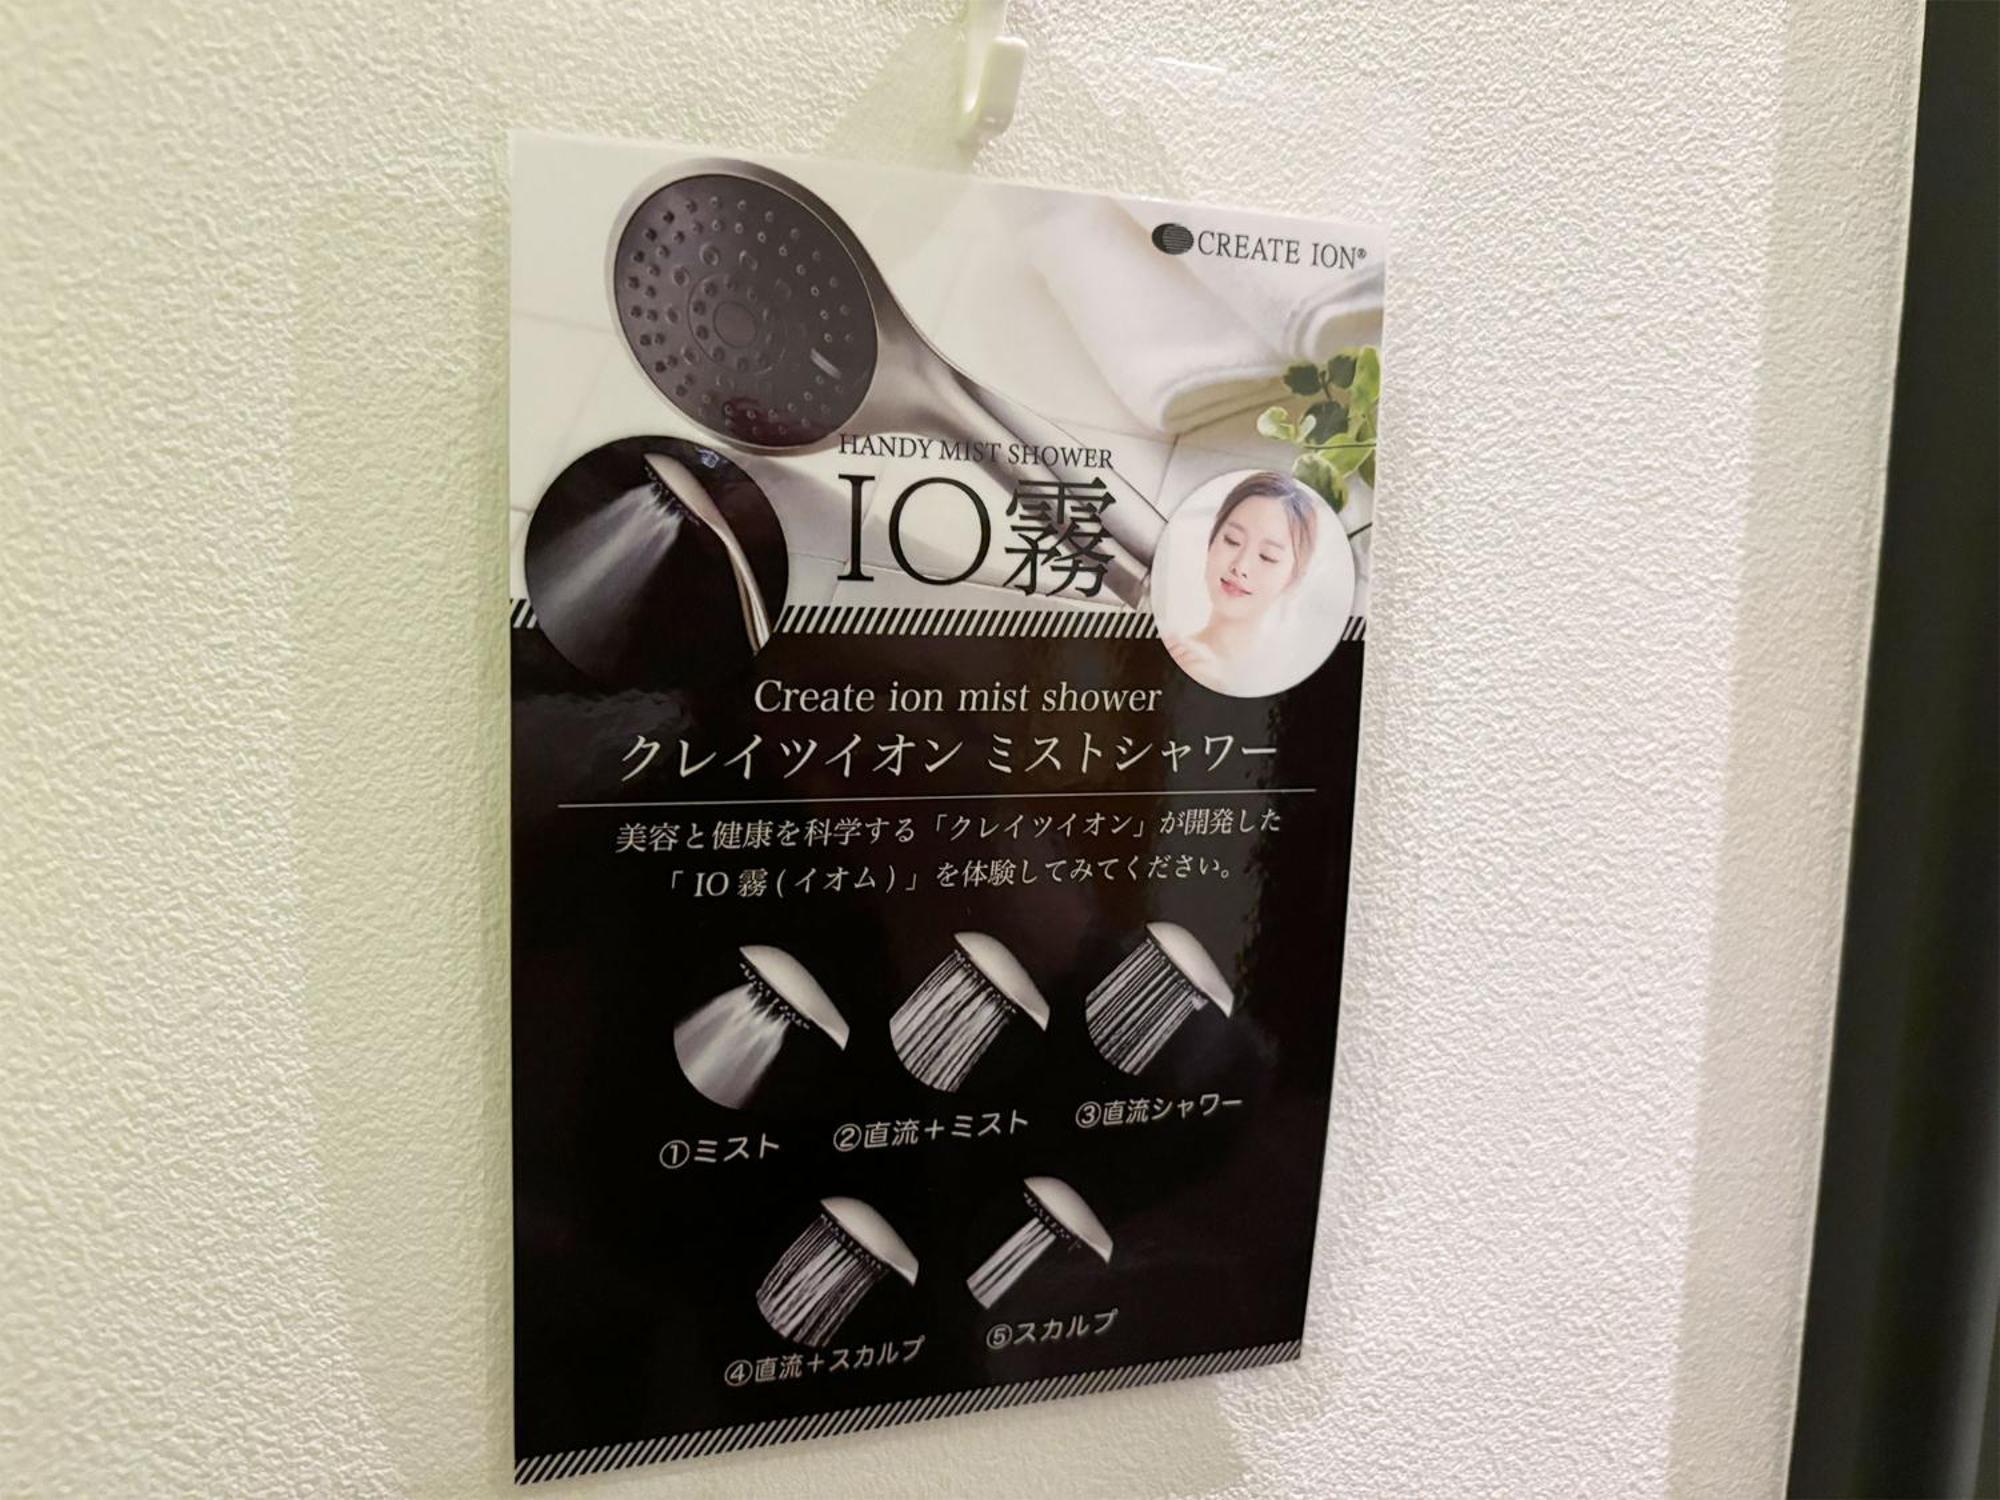 CREATE ION®
HANDY MIST SHOWER
IO霧
Create ion mist shower
クレイツイオン ミストシャワー
美容と健康を科学する「クレイツイオン」が開発した
「 IO 霧 ( イオム ) 」を体験してみてください。
①ミスト
②直流＋ミスト
③直流シャワー
④直流＋スカルプ
⑤スカルプ